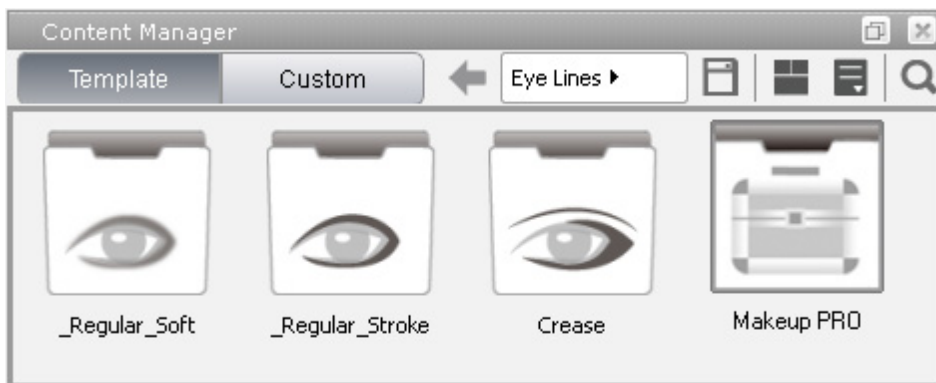 Content Manager
Template Custom Eye Lines
_Regular_Soft _Regular_Stroke Crease Makeup PRO